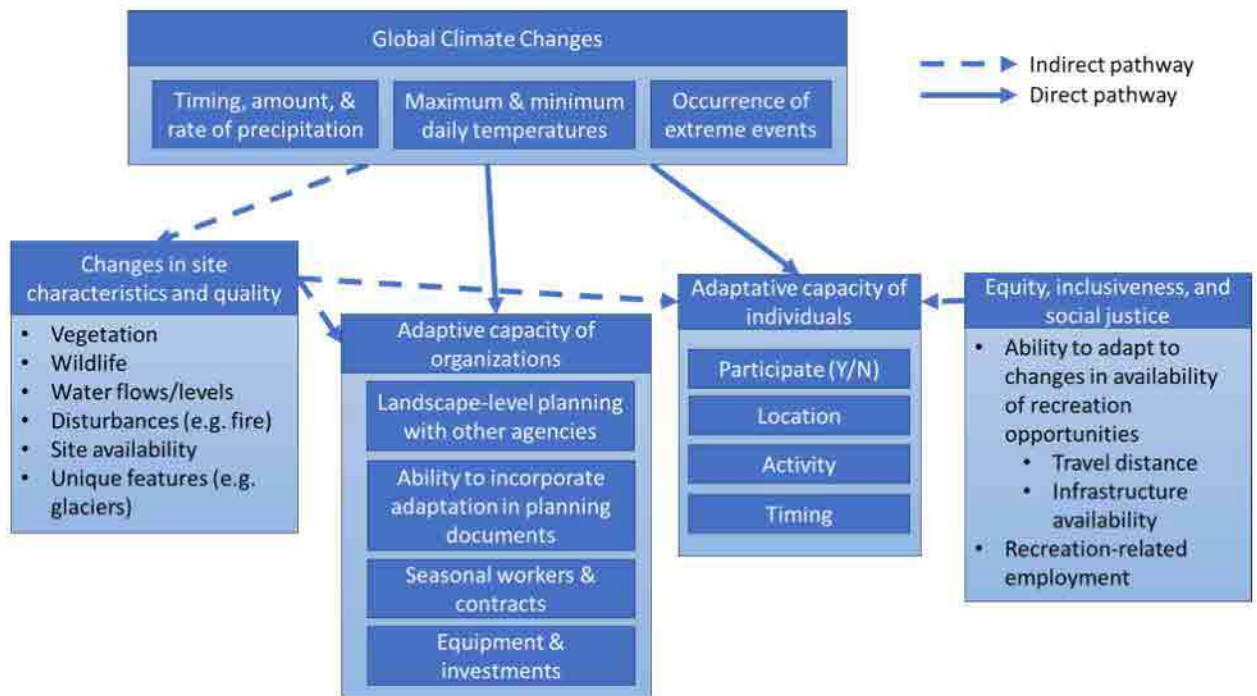 Global Climate Changes
Timing, amount, &
rate of precipitation
Maximum & minimum
daily temperatures
Occurrence of
extreme events
Indirect pathway
Direct pathway
Changes in site
characteristics and quality
• Vegetation
• Wildlife
• Water flows/levels
• Disturbances (e.g. fire)
• Site availability
• Unique features (e.g.
glaciers)
Adaptive capacity of
organizations
Landscape-level planning
with other agencies
Ability to incorporate
adaptation in planning
documents
Seasonal workers &
contracts
Equipment &
investments
Adaptative capacity of
individuals
Participate (Y/N)
Location
Activity
Timing
Equity, inclusiveness, and
social justice
• Ability to adapt to
changes in availability
of recreation
opportunities
• Travel distance
• Infrastructure
availability
• Recreation-related
employment